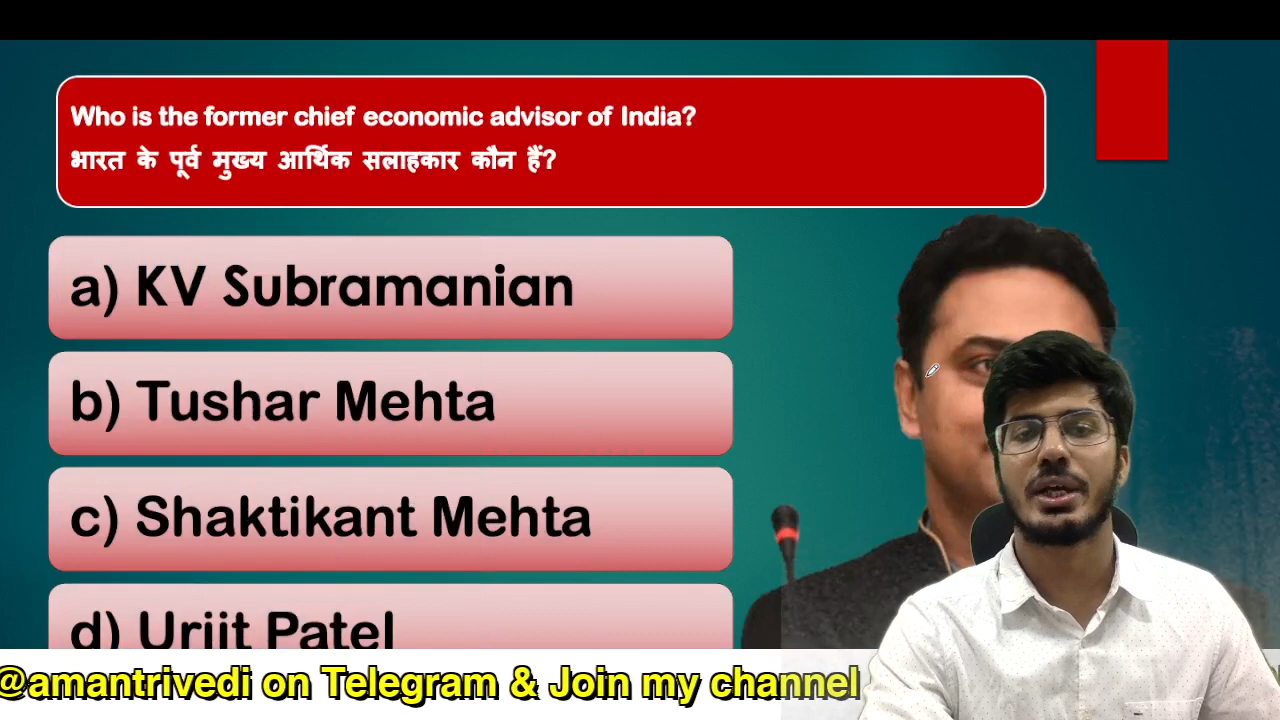 Who is the former chief economic advisor of India?
भारत के पूर्व मुख्य आर्थिक सलाहकार कौन हैं?
a) KV Subramanian
b) Tushar Mehta
c) Shaktikant Mehta
d) Urjit Patel
@amantrivedi on Telegram & Join my channel